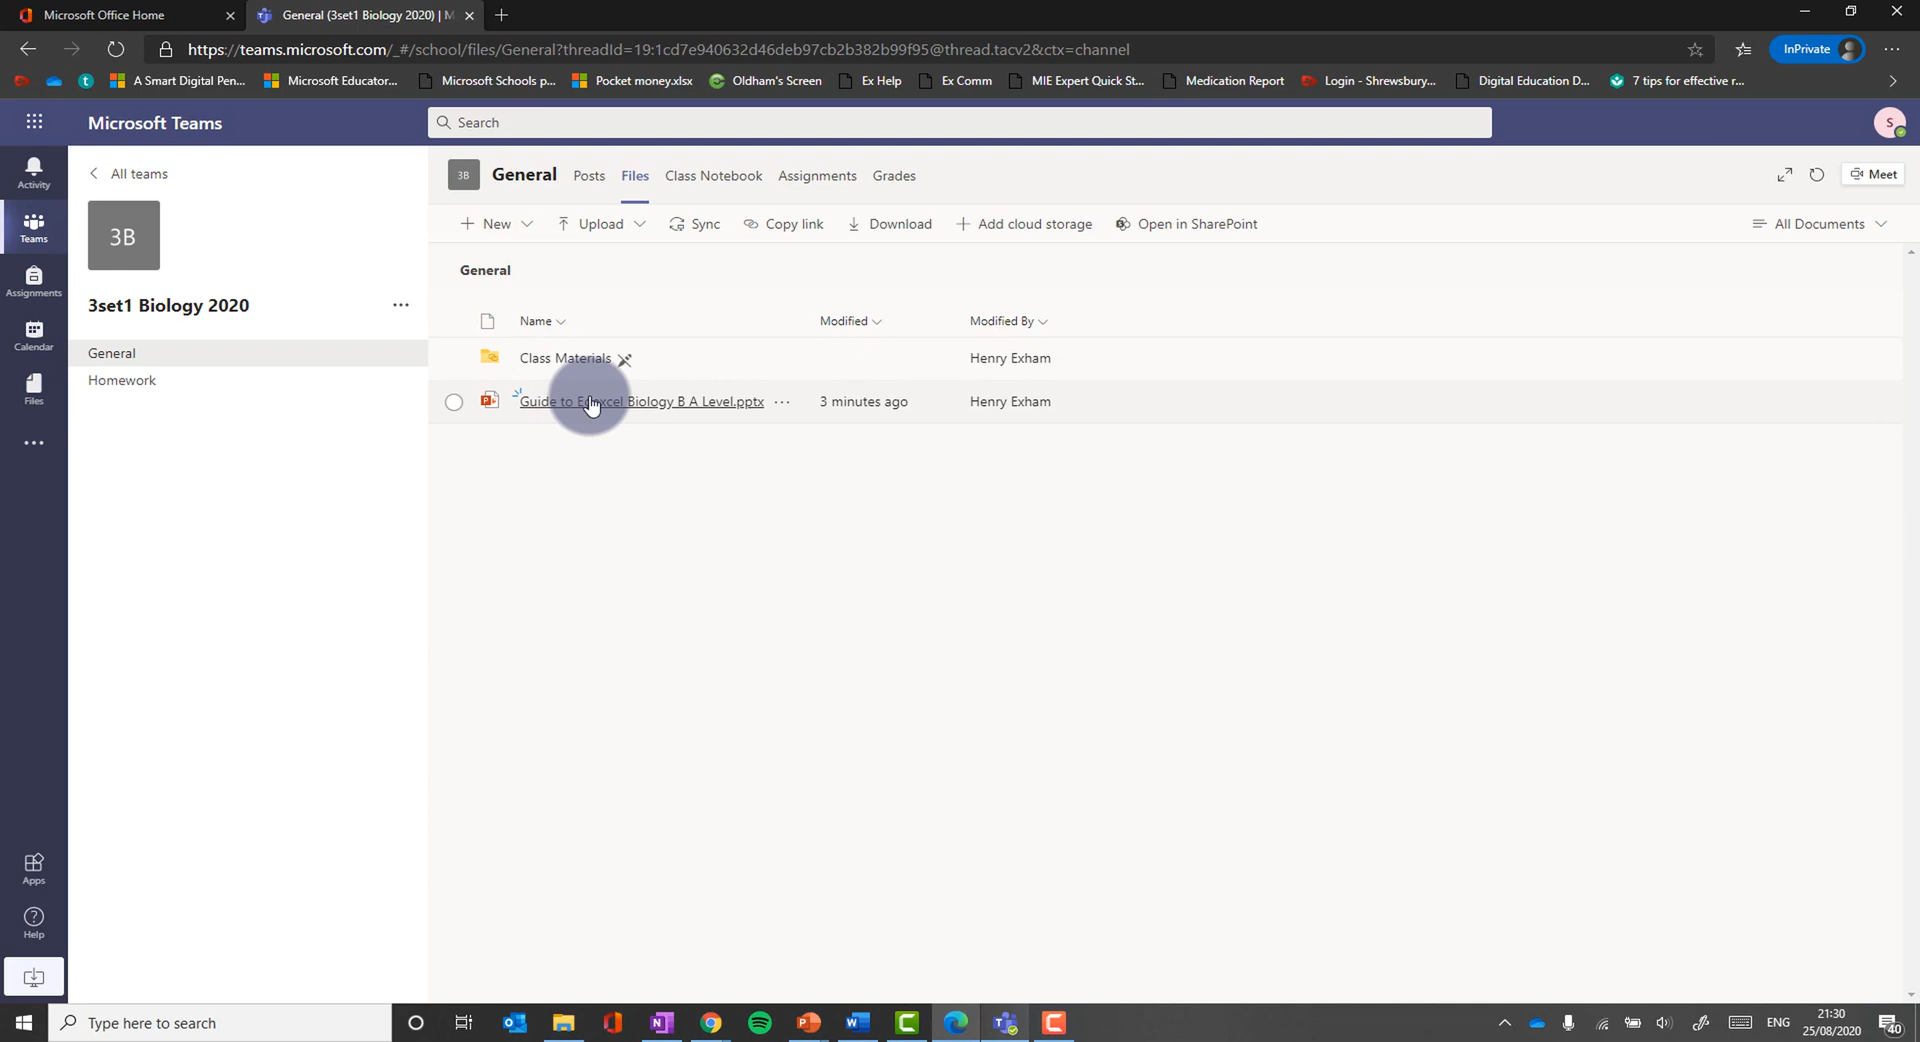 Microsoft Office Home
General (3set1 Biology 2020) | M
https://teams.microsoft.com/_#/school/files/General?threadId=19:1cd7e940632d46deb97cb2b382b99f95@thread.tacv2&ctx=channel
InPrivate
A Smart Digital Pen...
Microsoft Educator...
Microsoft Schools p...
Pocket money.xlsx
Oldham's Screen
Ex Help
Ex Comm
MIE Expert Quick St...
Medication Report
Login - Shrewsbury...
Digital Education D...
7 tips for effective r...
Microsoft Teams
Search
S
Activity
Teams
Assignments
Calendar
Files
Apps
Help
All teams
3B
3set1 Biology 2020
General
Homework
3B
General
Posts
Files
Class Notebook
Assignments
Grades
Meet
New
Upload
Sync
Copy link
Download
Add cloud storage
Open in SharePoint
All Documents
General
Name
Modified
Modified By
Class Materials
Henry Exham
Guide to Edexcel Biology B A Level.pptx
3 minutes ago
Henry Exham
Type here to search
ENG
21:30
25/08/2020
40